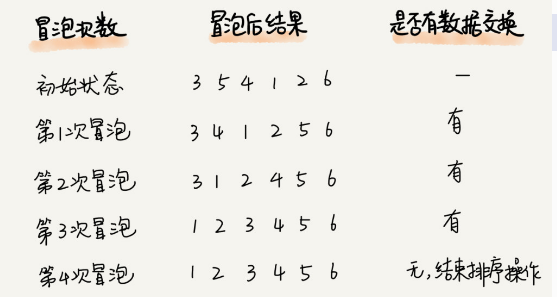 冒泡次数 冒泡后结果 是否有数据交换
初始状态 3 5 4 1 2 6 —
第1次冒泡 3 4 1 2 5 6 有
第2次冒泡 3 1 2 4 5 6 有
第3次冒泡 1 2 3 4 5 6 有
第4次冒泡 1 2 3 4 5 6 无,结束排序操作